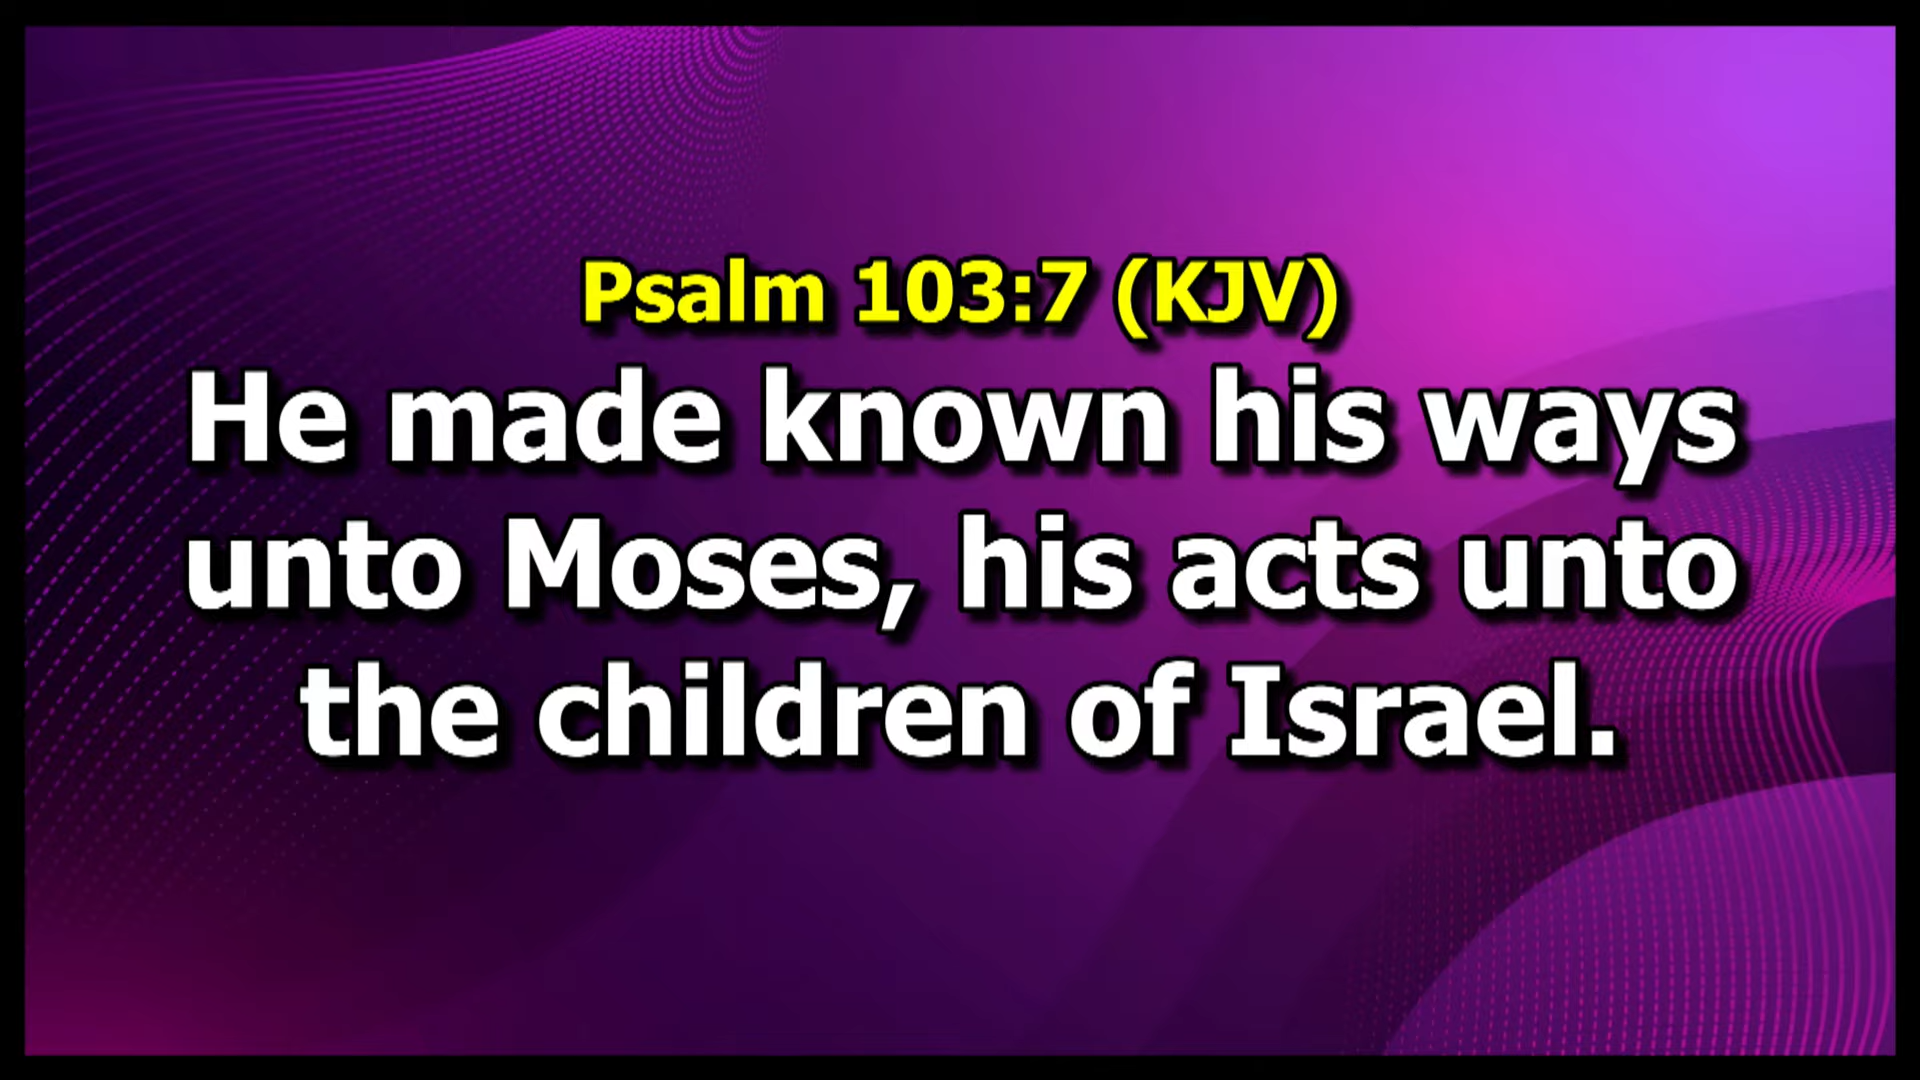 Psalm 103:7 (KJV)
He made known his ways
unto Moses, his acts unto
the children of Israel.